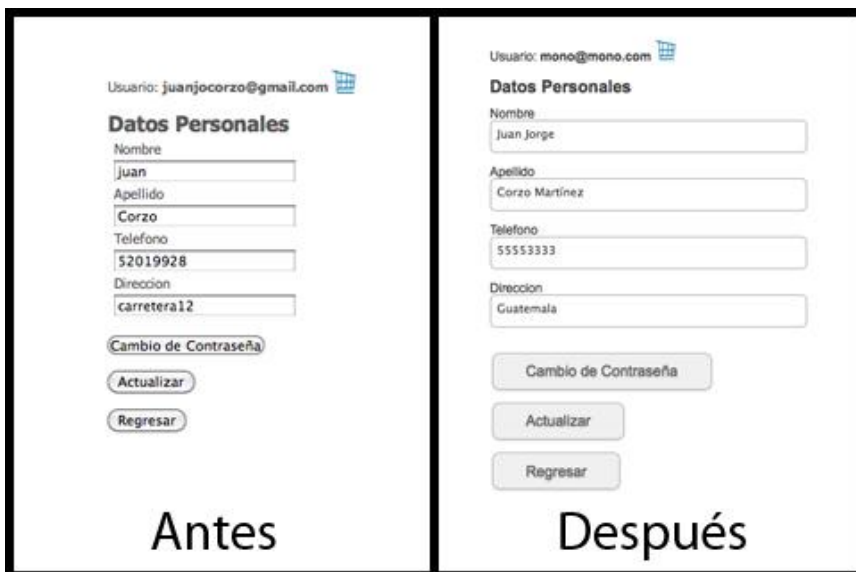 Usuario: juanjocorzo@gmail.com
Datos Personales
Nombre
juan
Apellido
Corzo
Telefono
52019928
Direccion
carretera12
Cambio de Contraseña
Actualizar
Regresar
Antes
Usuario: mono@mono.com
Datos Personales
Nombre
Juan Jorge
Apellido
Corzo Martínez
Telefono
55553333
Direccion
Guatemala
Cambio de Contraseña
Actualizar
Regresar
Después